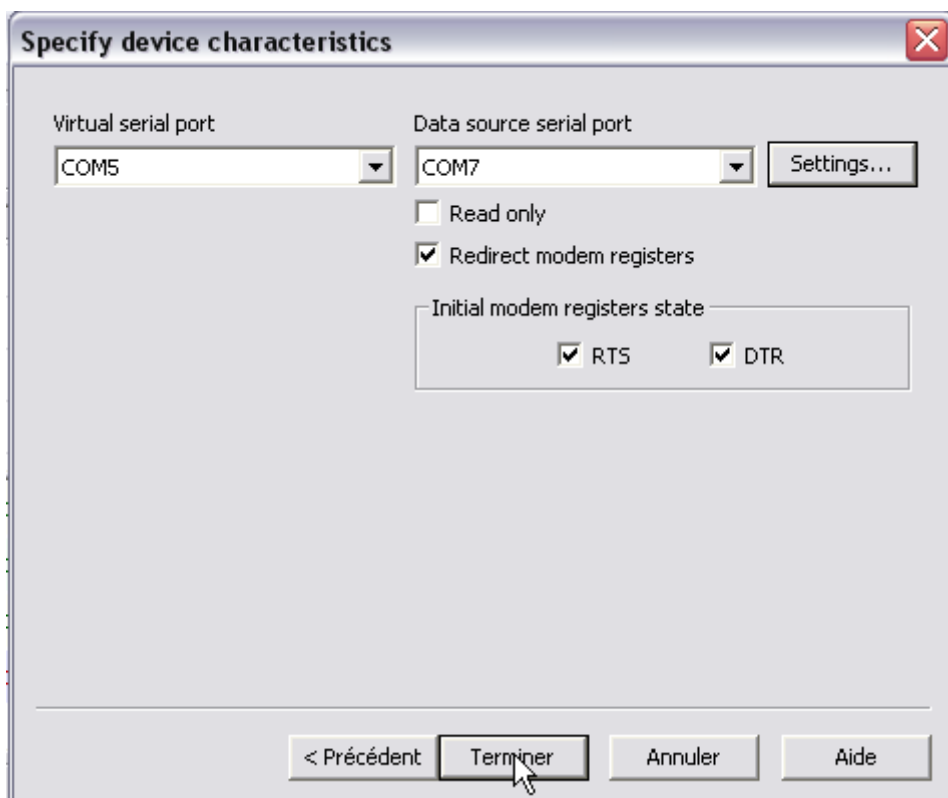 Specify device characteristics
Virtual serial port
Data source serial port
COM5
COM7
Settings...
Read only
Redirect modem registers
Initial modem registers state
RTS
DTR
< Précédent
Terminer
Annuler
Aide